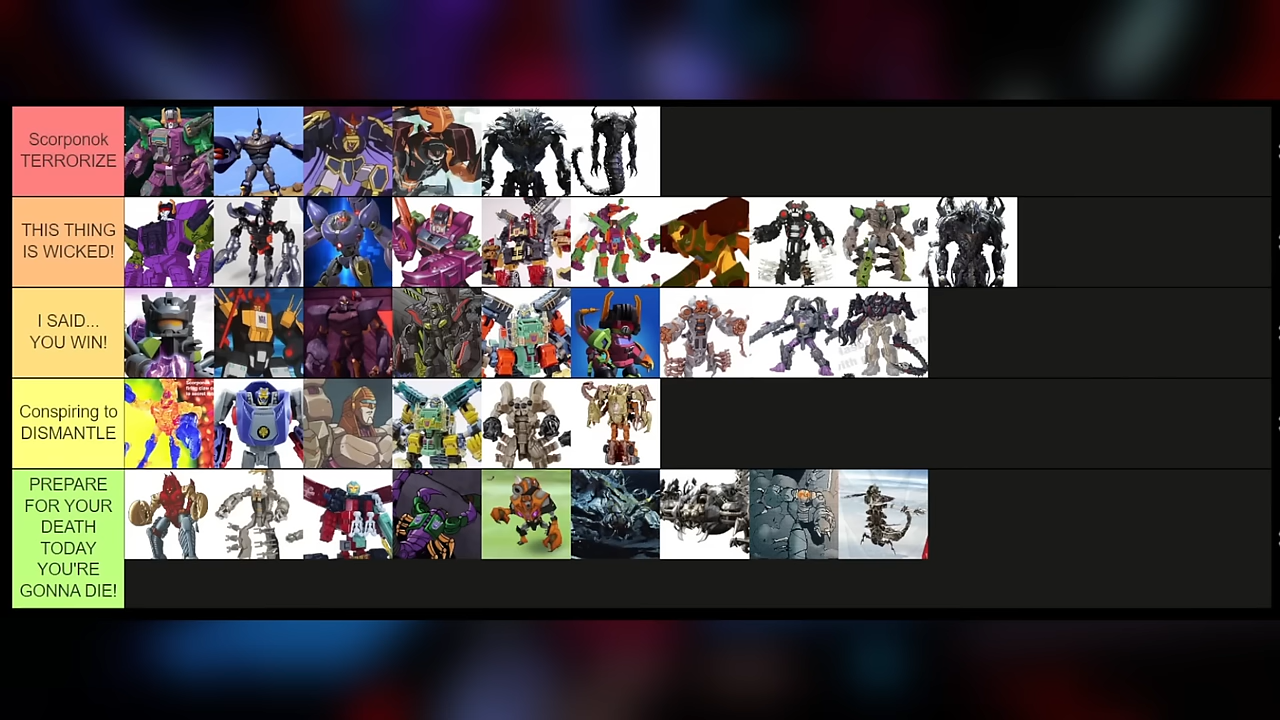 Scorponok
TERRORIZE
THIS THING
IS WICKED!
I SAID...
YOU WIN!
Conspiring to
DISMANTLE
PREPARE
FOR YOUR
DEATH
TODAY
YOU'RE
GONNA DIE!